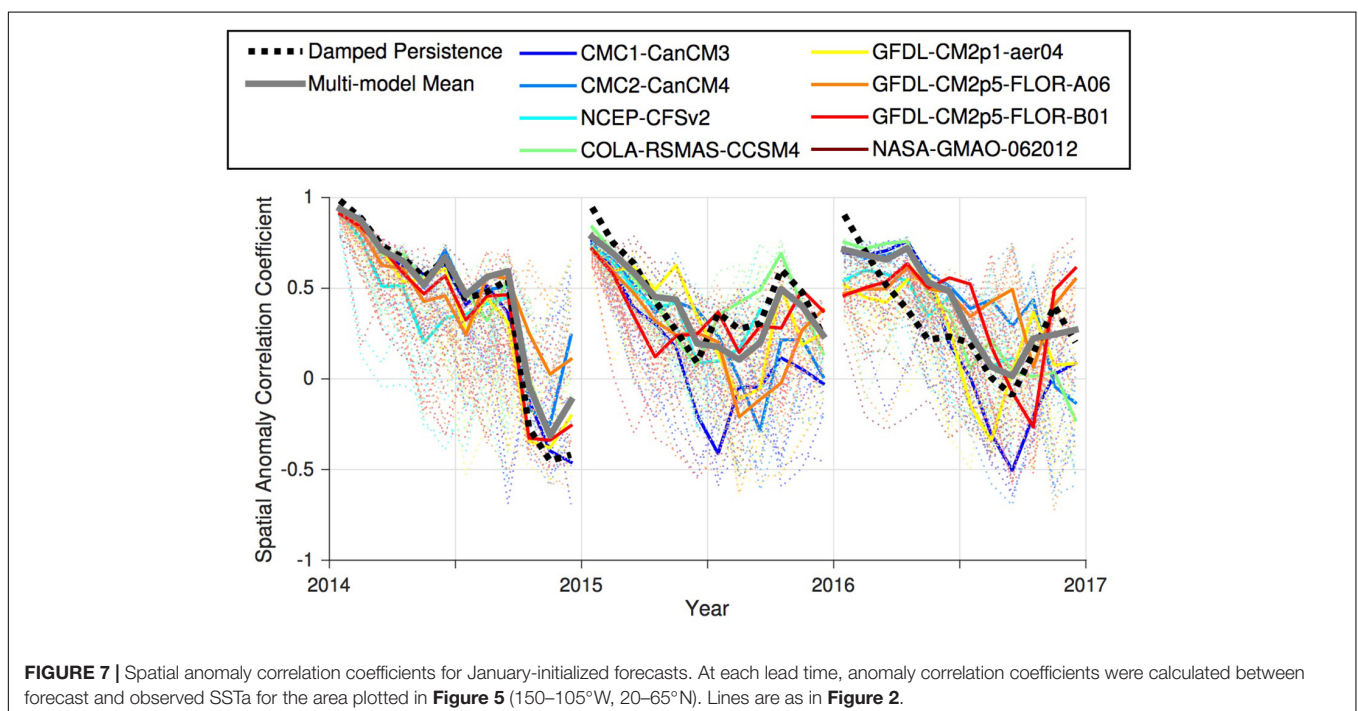 Damped Persistence
Multi-model Mean
CMC1-CanCM3
CMC2-CanCM4
NCEP-CFSv2
COLA-RSMAS-CCSM4
GFDL-CM2p1-aer04
GFDL-CM2p5-FLOR-A06
GFDL-CM2p5-FLOR-B01
NASA-GMAO-062012
Spatial Anomaly Correlation Coefficient
1
0.5
0
-0.5
-1
2014
2015
2016
2017
Year
FIGURE 7 | Spatial anomaly correlation coefficients for January-initialized forecasts. At each lead time, anomaly correlation coefficients were calculated between
forecast and observed SSTa for the area plotted in Figure 5 (150–105°W, 20–65°N). Lines are as in Figure 2.